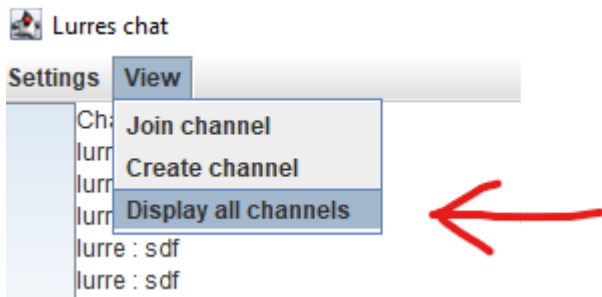 Lurres chat
Settings View
Join channel
Create channel
Display all channels
lurre : sdf
lurre : sdf